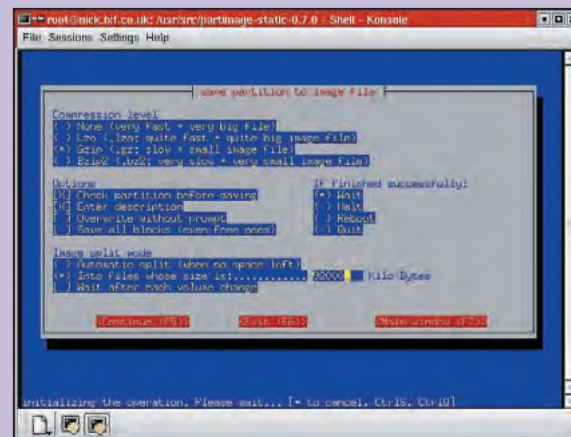 root@nick.lxf.co.uk: /usr/src/partimage-static-0.7.0 - Shell - Konsole
File Sessions Settings Help
save partition to image file
Compression level
( ) None (very fast + very big file)
( ) Lzo (.lzo: quite fast + quite big image file)
(*) Gzip (.gz: slow + small image file)
( ) Bzip2 (.bz2: very slow + very small image file)
Options
[X] Check partition before saving
[X] Enter description
[ ] Overwrite without prompt
[ ] Save all blocks (even free ones)
If finished successfully:
(*) Wait
( ) Halt
( ) Reboot
( ) Quit
Image split mode
( ) Automatic split (when no space left)
(*) Into files whose size is:............ Kilo-Bytes
[ ] Wait after each volume change
<Continue (F5)> <Exit (F6)> <Main window (F7)>
initializing the operation. Please wait... [* to cancel, CtrlS, CtrlQ]